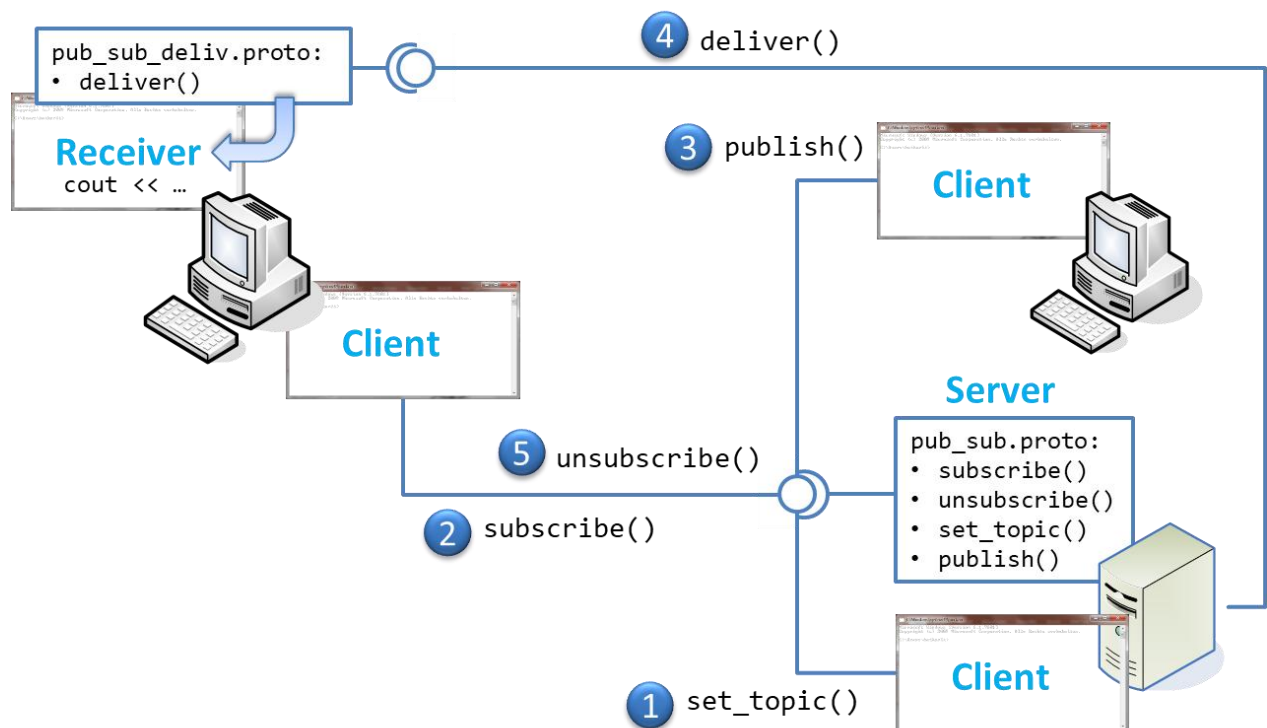 4 deliver()
pub_sub_deliv.proto:
• deliver()
Receiver
cout << …
3 publish()
Client
Client
Server
pub_sub.proto:
• subscribe()
• unsubscribe()
• set_topic()
• publish()
5 unsubscribe()
2 subscribe()
Client
1 set_topic()